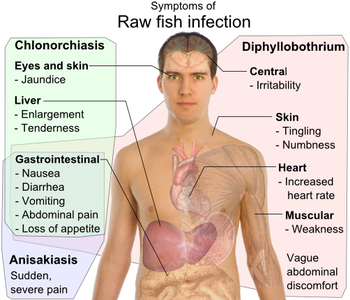 Symptoms of
Raw fish infection
Chlonorchiasis
Eyes and skin
- Jaundice
Liver
- Enlargement
- Tenderness
Gastrointestinal
- Nausea
- Diarrhea
- Vomiting
- Abdominal pain
- Loss of appetite
Anisakiasis
Sudden,
severe pain
Diphyllobothrium
Central
- Irritability
Skin
- Tingling
- Numbness
Heart
- Increased
heart rate
Muscular
- Weakness
Vague
abdominal
discomfort